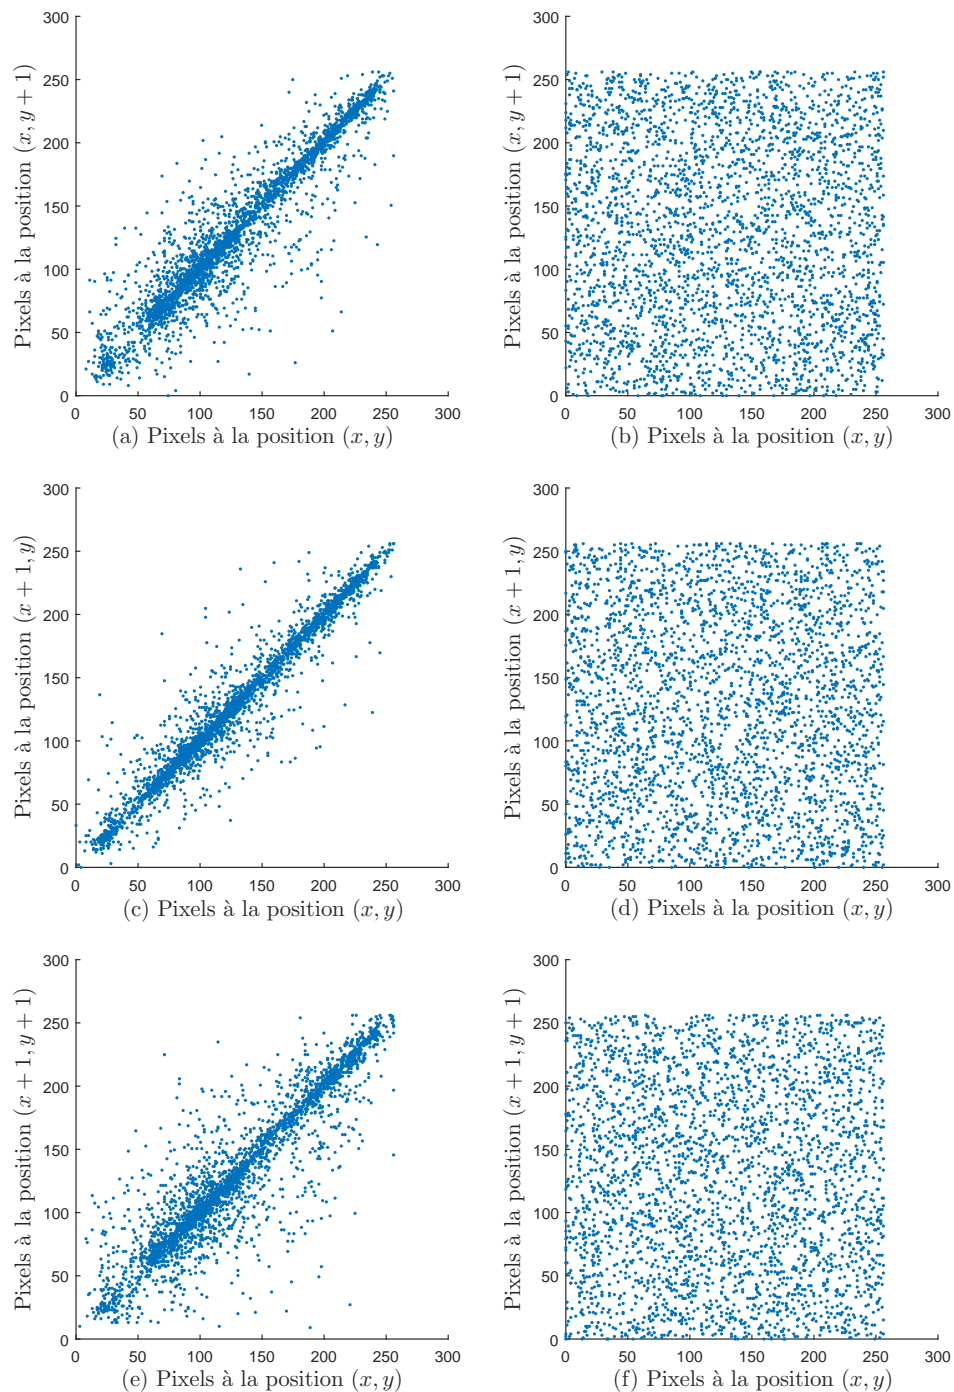 300
250
200
150
100
50
0
0 50 100 150 200 250 300
Pixels à la position (x, y + 1)
(a) Pixels à la position (x, y)
300
250
200
150
100
50
0
0 50 100 150 200 250 300
Pixels à la position (x, y + 1)
(b) Pixels à la position (x, y)
300
250
200
150
100
50
0
0 50 100 150 200 250 300
Pixels à la position (x + 1, y)
(c) Pixels à la position (x, y)
300
250
200
150
100
50
0
0 50 100 150 200 250 300
Pixels à la position (x + 1, y)
(d) Pixels à la position (x, y)
300
250
200
150
100
50
0
0 50 100 150 200 250 300
Pixels à la position (x + 1, y + 1)
(e) Pixels à la position (x, y)
300
250
200
150
100
50
0
0 50 100 150 200 250 300
Pixels à la position (x + 1, y + 1)
(f) Pixels à la position (x, y)